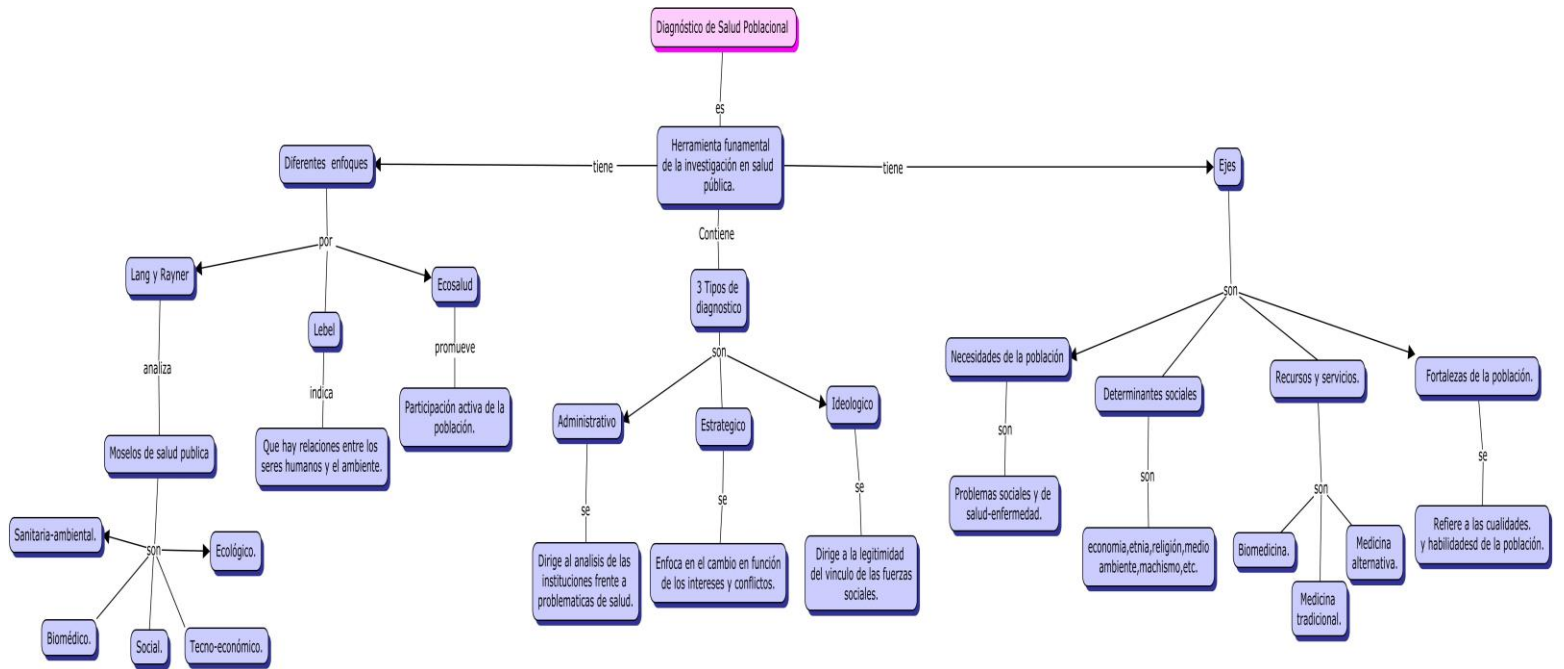 Diagnóstico de Salud Poblacional
es
Herramienta funamental
de la investigación en salud
pública.
tiene
tiene
Diferentes enfoques
Ejes
por
Contiene
Lang y Rayner
Lebel
Ecosalud
analiza
indica
promueve
Moselos de salud publica
Que hay relaciones entre los
seres humanos y el ambiente.
Participación activa de la
población.
son
Sanitaria-ambiental.
Ecológico.
Biomédico.
Social.
Tecno-económico.
3 Tipos de
diagnostico
son
Administrativo
Estrategico
Ideologico
se
se
se
Dirige al analisis de las
instituciones frente a
problematicas de salud.
Enfoca en el cambio en función
de los intereses y conflictos.
Dirige a la legitimidad
del vinculo de las fuerzas
sociales.
son
Necesidades de la población
Determinantes sociales
Recursos y servicios.
Fortalezas de la población.
son
son
son
se
Problemas sociales y de
salud-enfermedad.
economia,etnia,religión,medio
ambiente,machismo,etc.
Biomedicina.
Medicina
tradicional.
Medicina
alternativa.
Refiere a las cualidades.
y habilidadesd de la población.